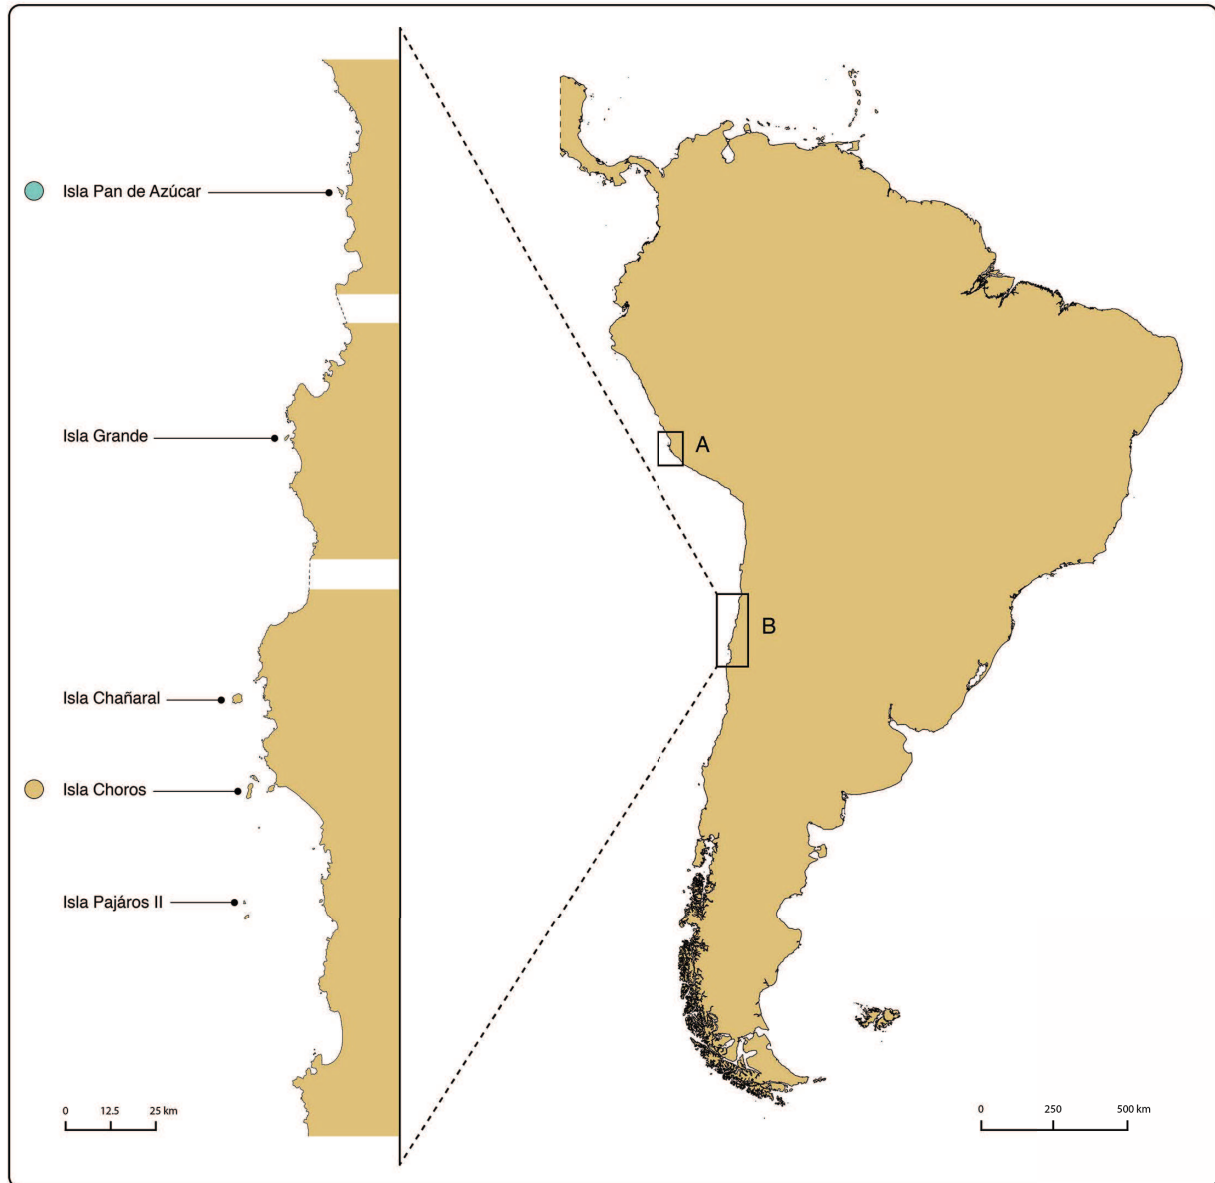 Isla Pan de Azúcar
Isla Grande
A
B
Isla Chañaral
Isla Choros
Isla Pajáros II
0 12.5 25 km
0 250 500 km